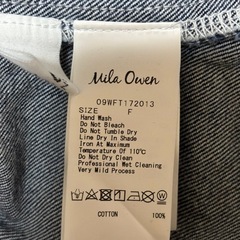 Mila Owen
09WFT172013
SIZE F
Hand Wash
Do Not Bleach
Do Not Tumble Dry
Line Dry In Shade
Iron At Maximum
Temperature Of 110℃
Do Not Dry Clean
Professional Wet Cleaning
Very Mild Process
COTTON 100%